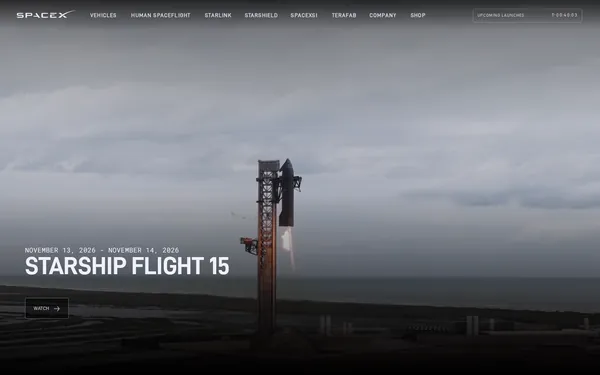 SPACEX
VEHICLES HUMAN SPACEFLIGHT STARLINK STARSHIELD SPACEXSI TERAFAB COMPANY SHOP
UPCOMING LAUNCHES
NOVEMBER 13, 2026 - NOVEMBER 14, 2026
STARSHIP FLIGHT 15
WATCH